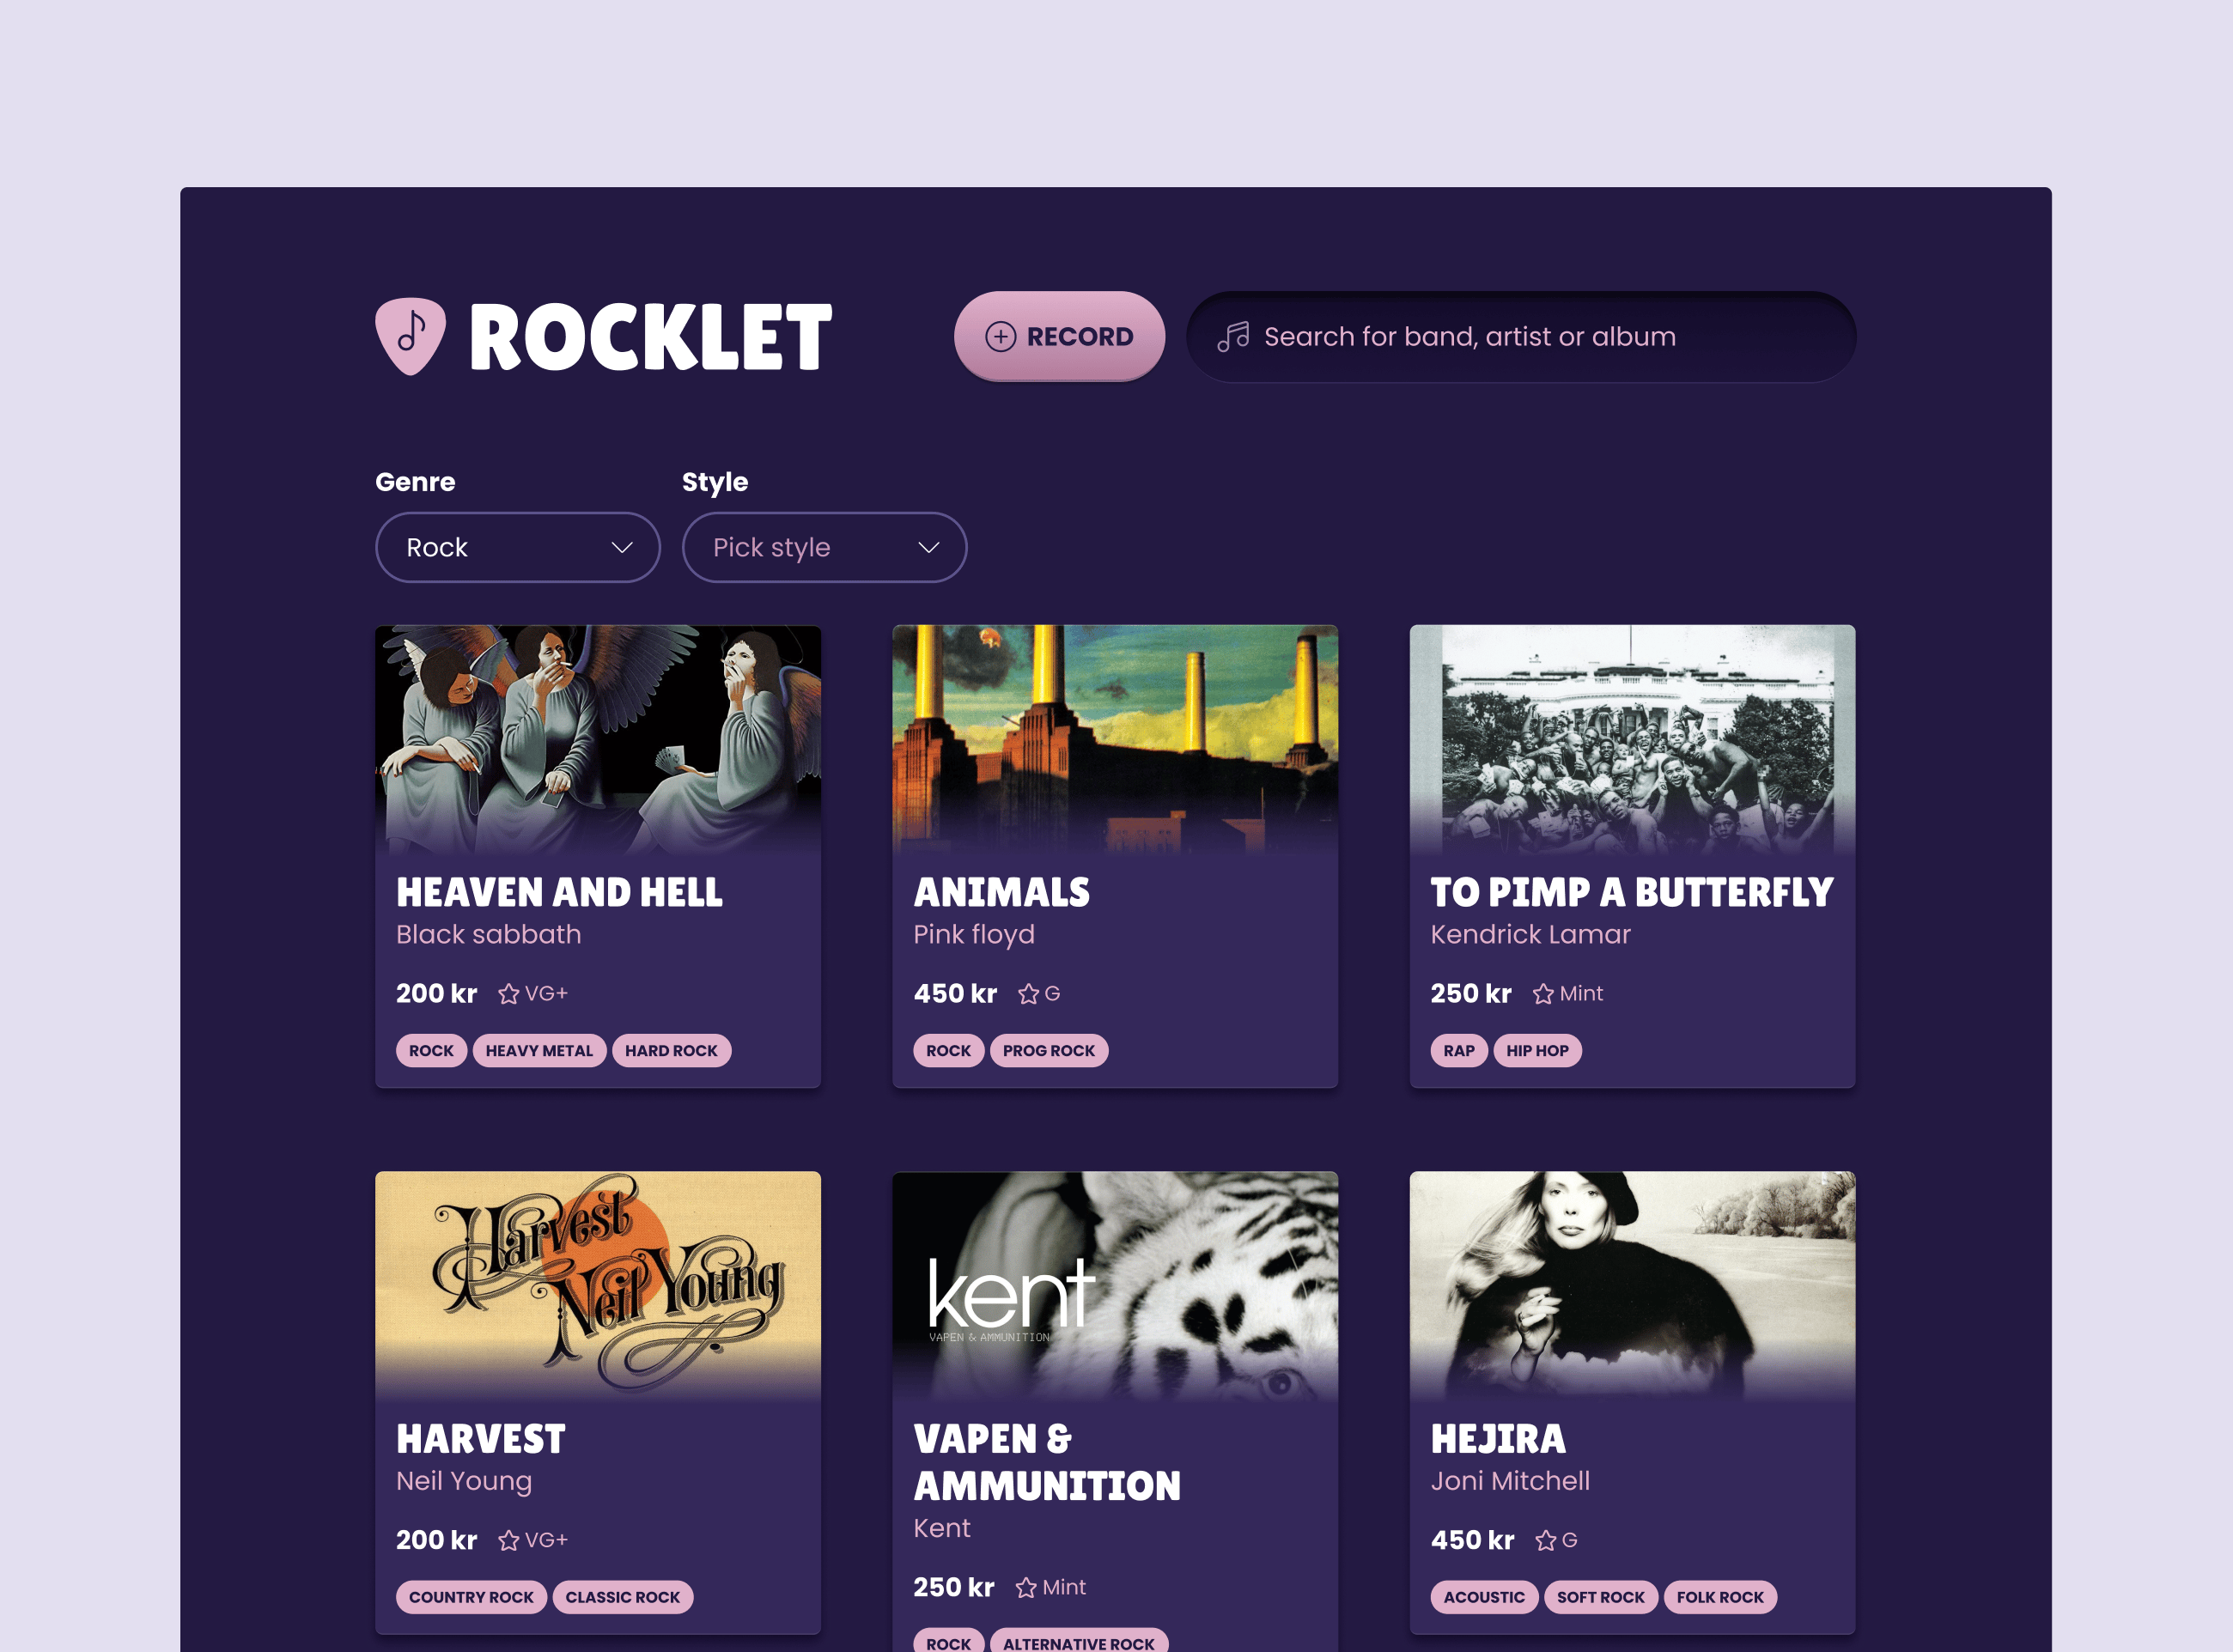 ROCKLET
RECORD
Search for band, artist or album
Genre
Style
Rock
Pick style
HEAVEN AND HELL
Black sabbath
200 kr VG+
ROCK HEAVY METAL HARD ROCK
ANIMALS
Pink floyd
450 kr G
ROCK PROG ROCK
TO PIMP A BUTTERFLY
Kendrick Lamar
250 kr Mint
RAP HIP HOP
Harvest
Neil Young
HARVEST
Neil Young
200 kr VG+
COUNTRY ROCK CLASSIC ROCK
kent
VAPEN & AMMUNITION
VAPEN &
AMMUNITION
Kent
250 kr Mint
ROCK ALTERNATIVE ROCK
HEJIRA
Joni Mitchell
450 kr G
ACOUSTIC SOFT ROCK FOLK ROCK